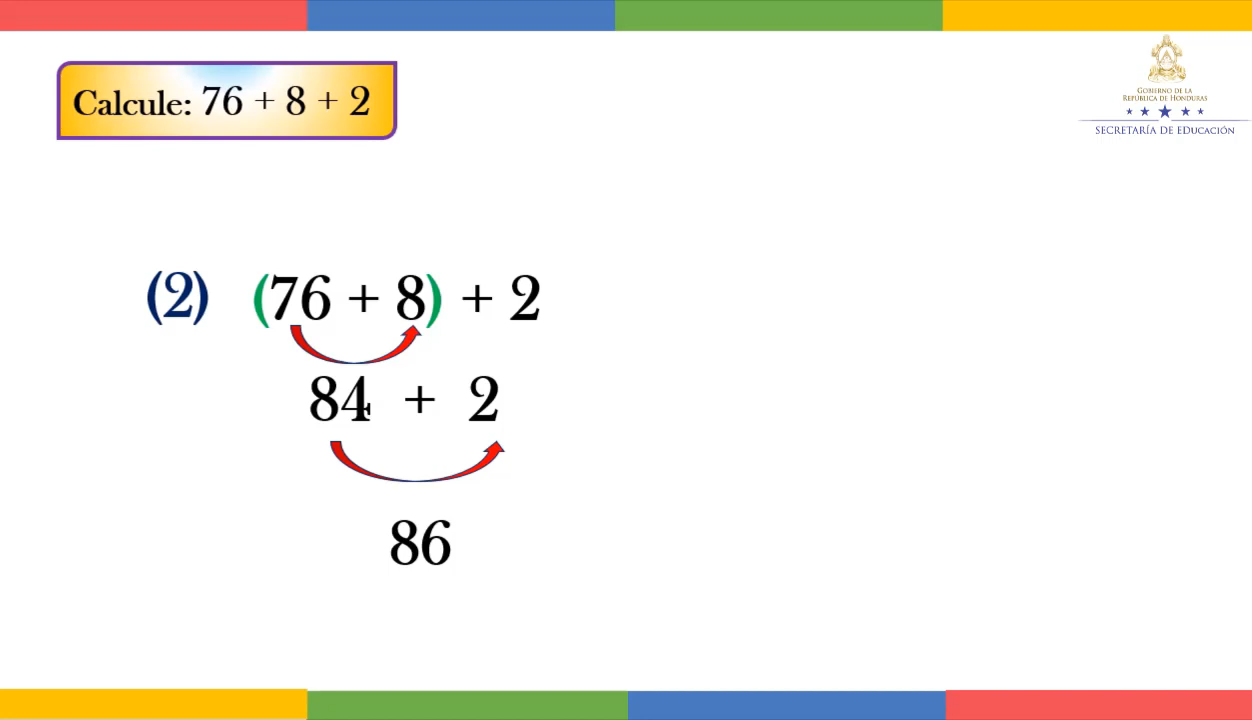 Calcule: 76 + 8 + 2
GOBIERNO DE LA
REPÚBLICA DE HONDURAS
SECRETARÍA DE EDUCACIÓN
(2) (76 + 8) + 2
84 + 2
86